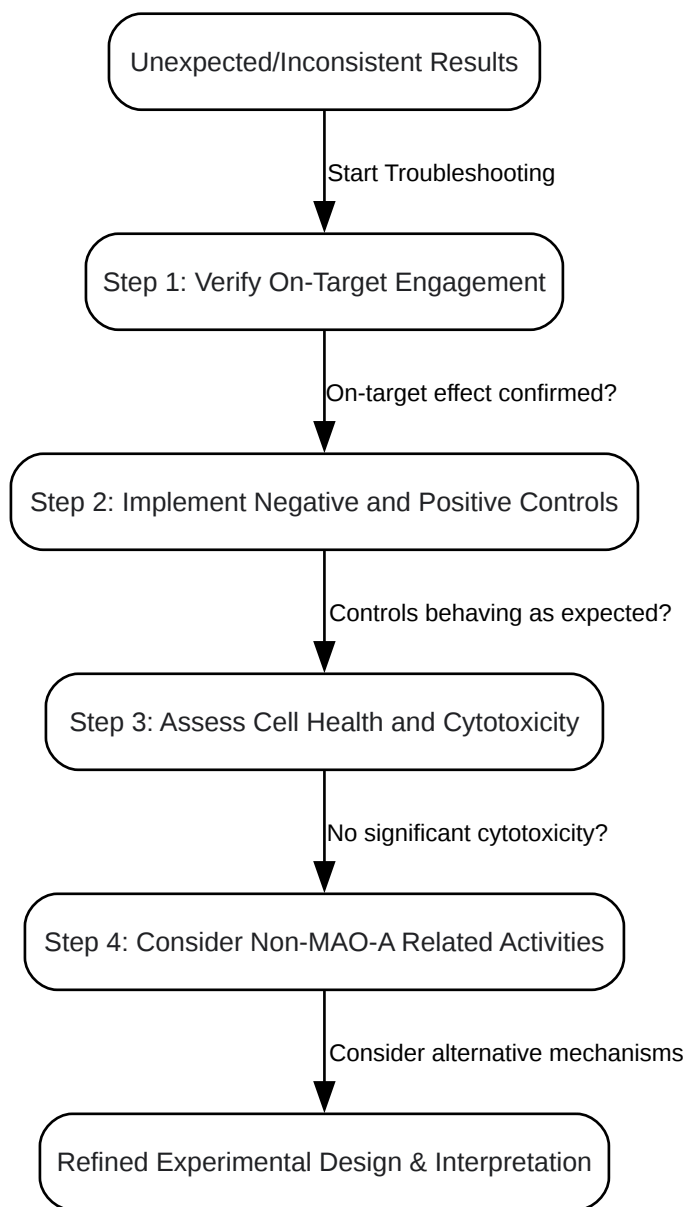 Unexpected/Inconsistent Results
Start Troubleshooting
Step 1: Verify On-Target Engagement
On-target effect confirmed?
Step 2: Implement Negative and Positive Controls
Controls behaving as expected?
Step 3: Assess Cell Health and Cytotoxicity
No significant cytotoxicity?
Step 4: Consider Non-MAO-A Related Activities
Consider alternative mechanisms
Refined Experimental Design & Interpretation